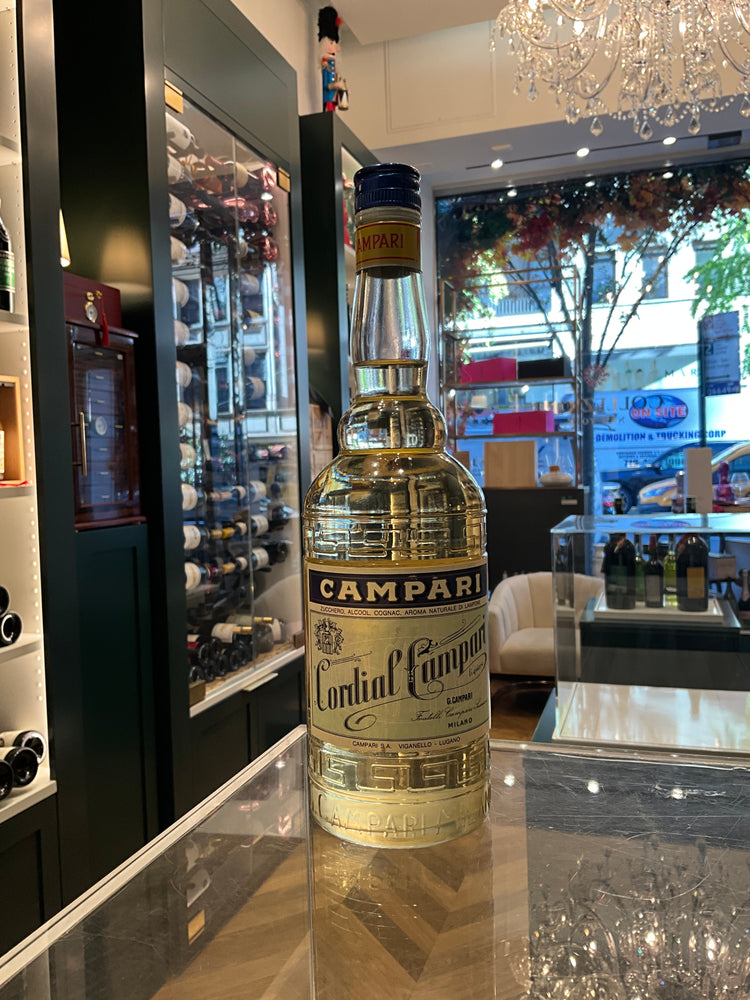 CAMPARI
CAMPARI
ZUCCHERO, ALCOOL, COGNAC, AROMA NATURALE DI LAMPONE
Cordial Campari
G. CAMPARI
MILANO
CAMPARI S.A. VIGANELLO - LUGANO
CAMPARI
ON SITE
DEMOLITION & TRUCKING CORP